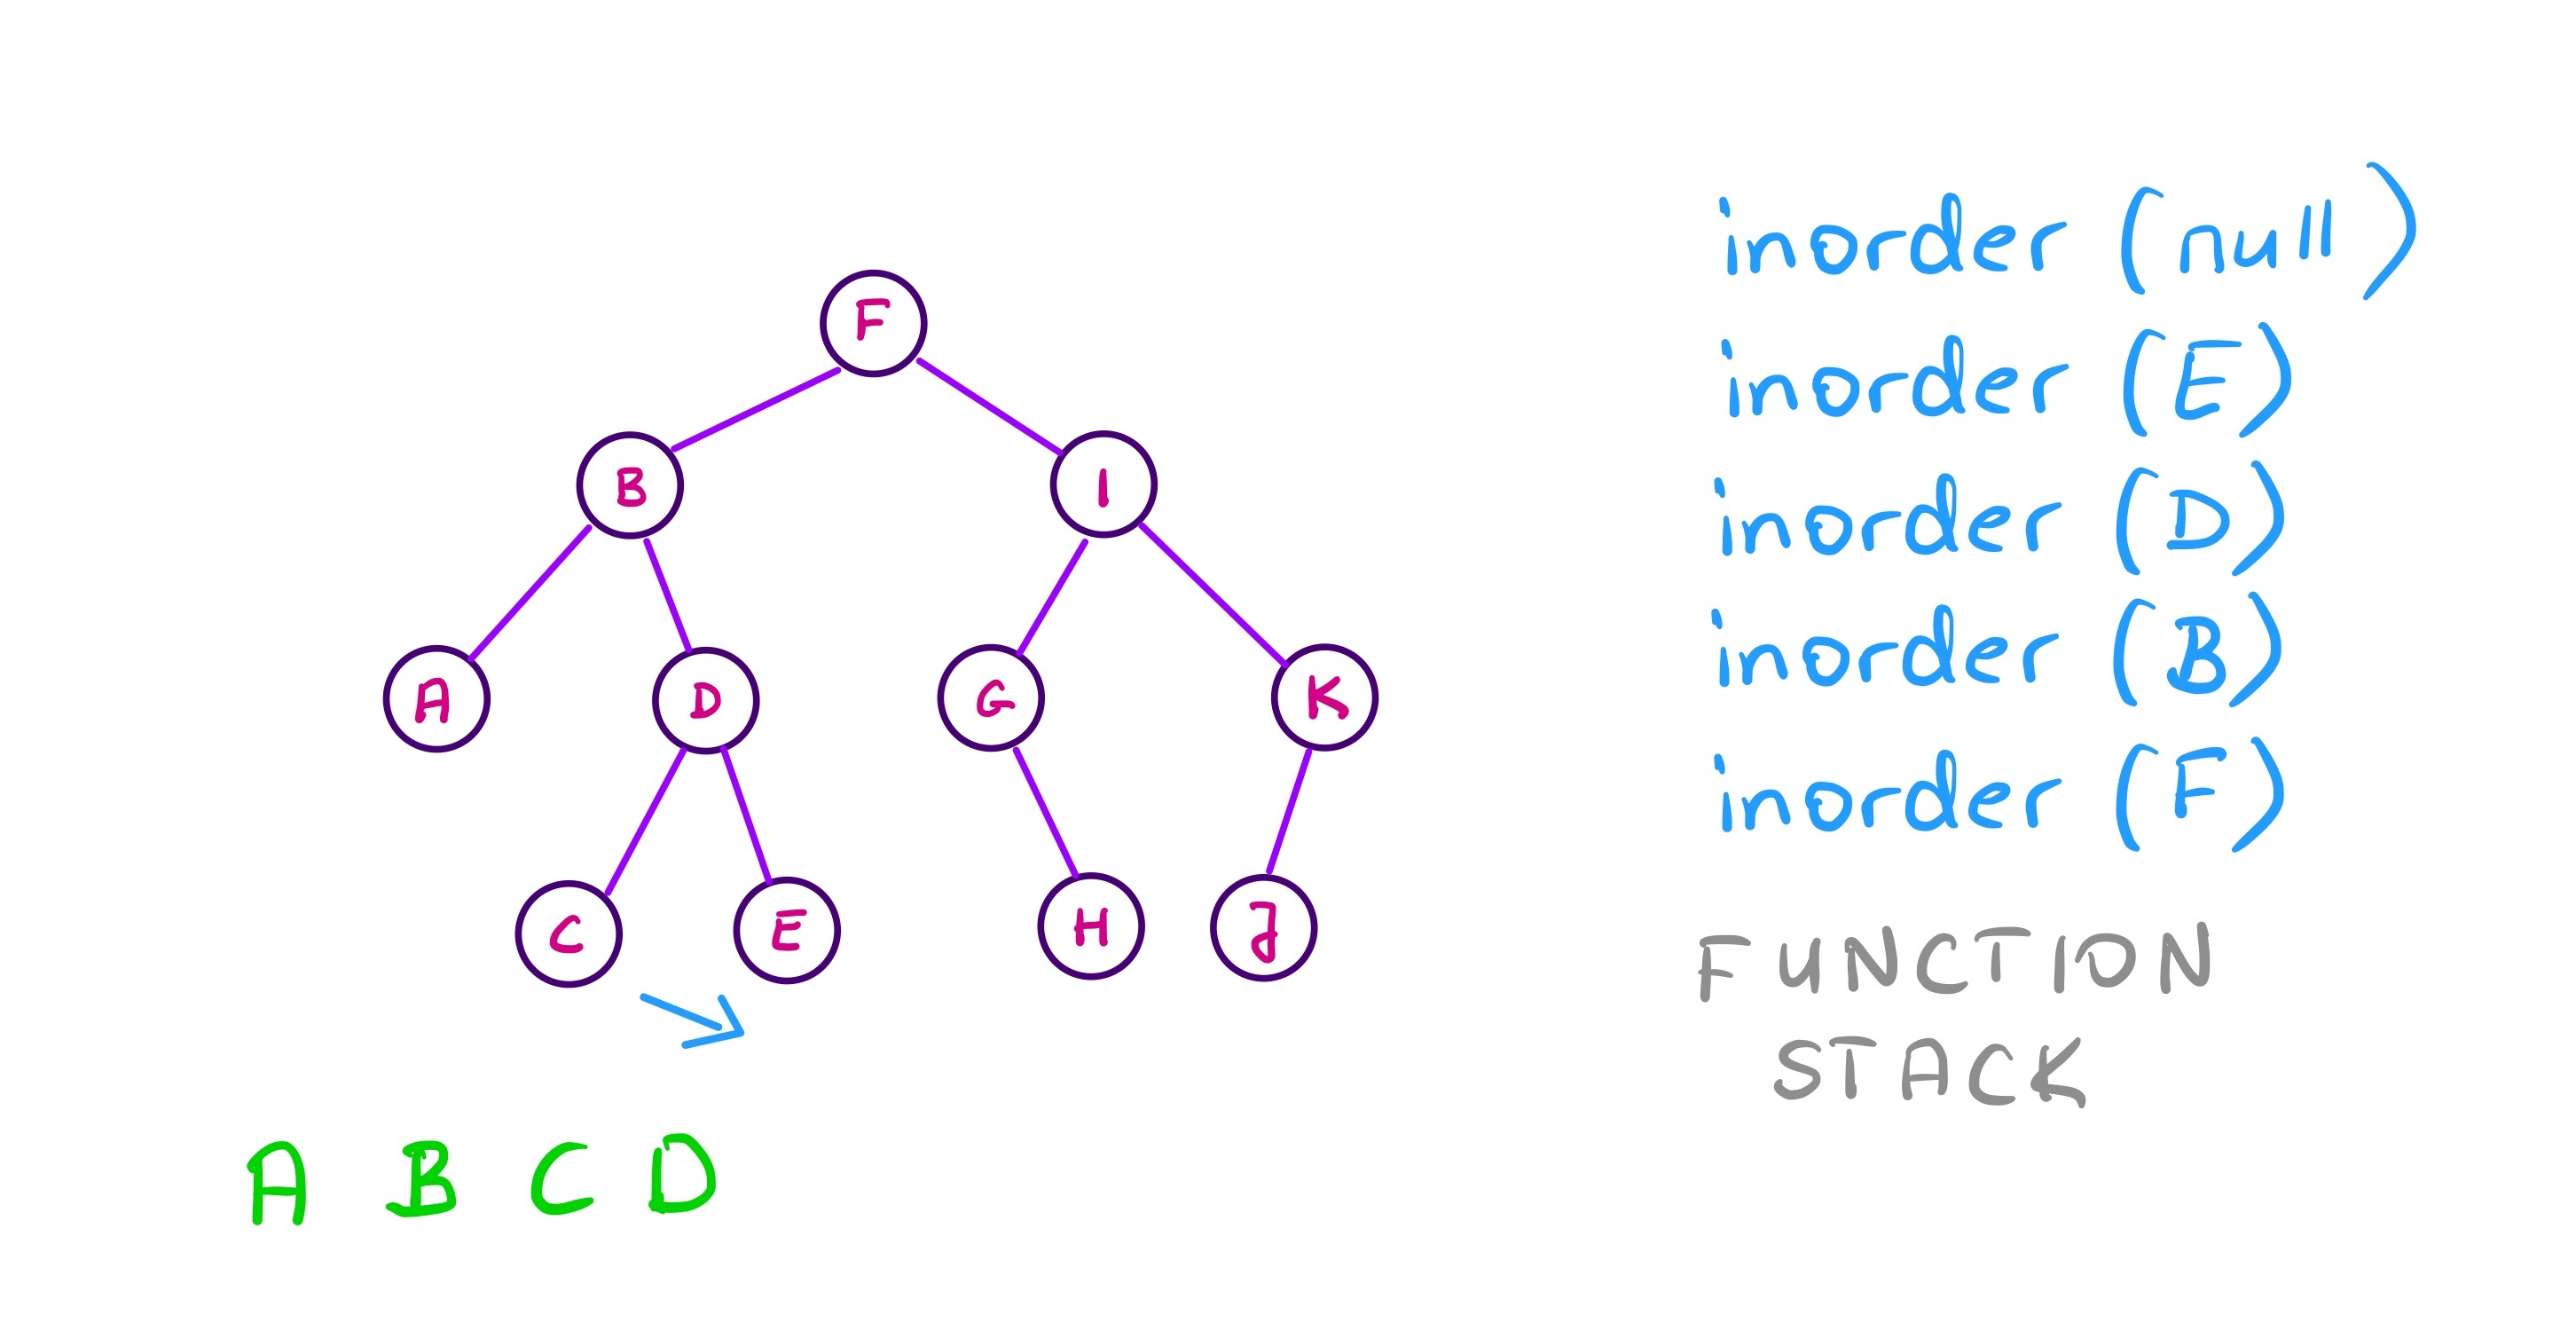 F
B I
A D G K
C E H J
A B C D
inorder (null)
inorder (E)
inorder (D)
inorder (B)
inorder (F)
FUNCTION
STACK